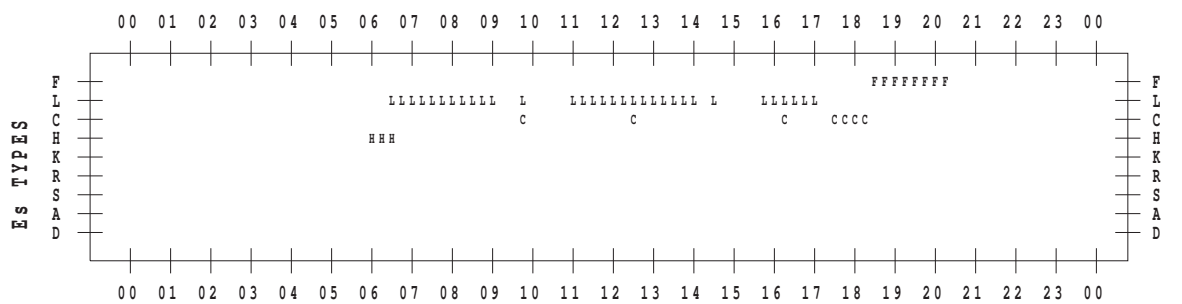 00 01 02 03 04 05 06 07 08 09 10 11 12 13 14 15 16 17 18 19 20 21 22 23 00
F FFFFFFFF F
L LLLLLLLLLLL L LLLLLLLLLLLLL L LLLLLL L
C C C C CCCC C
H HHH H
K K
R R
S S
A A
D D
Es TYPES
00 01 02 03 04 05 06 07 08 09 10 11 12 13 14 15 16 17 18 19 20 21 22 23 00